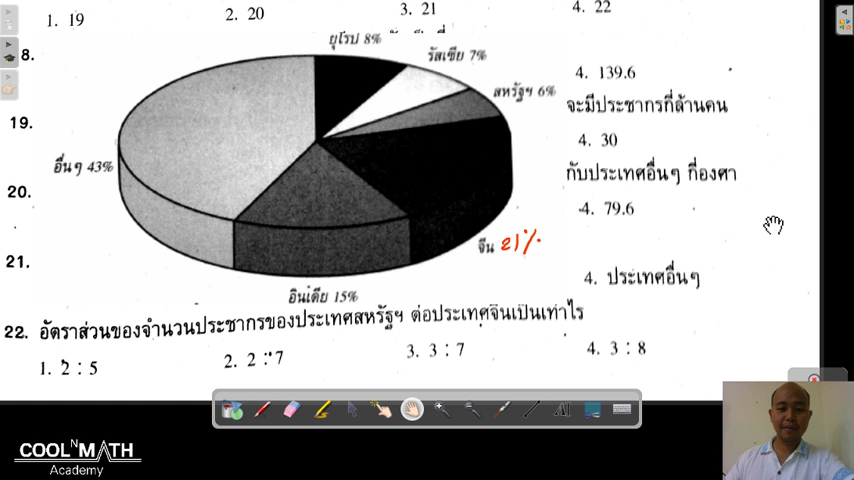 1. 19 2. 20 3. 21 4. 22
ยุโรป 8%
8.
รัสเซีย 7%
4. 139.6
สหรัฐฯ 6%
จะมีประชากรกี่ล้านคน
19.
4. 30
อื่นๆ 43%
กับประเทศอื่นๆ กี่องศา
20.
4. 79.6
จีน 21%
21.
4. ประเทศอื่นๆ
อินเดีย 15%
22. อัตราส่วนของจำนวนประชากรของประเทศสหรัฐฯ ต่อประเทศจีนเป็นเท่าไร
1. 2 : 5 2. 2 : 7 3. 3 : 7 4. 3 : 8
COOL N MATH
Academy